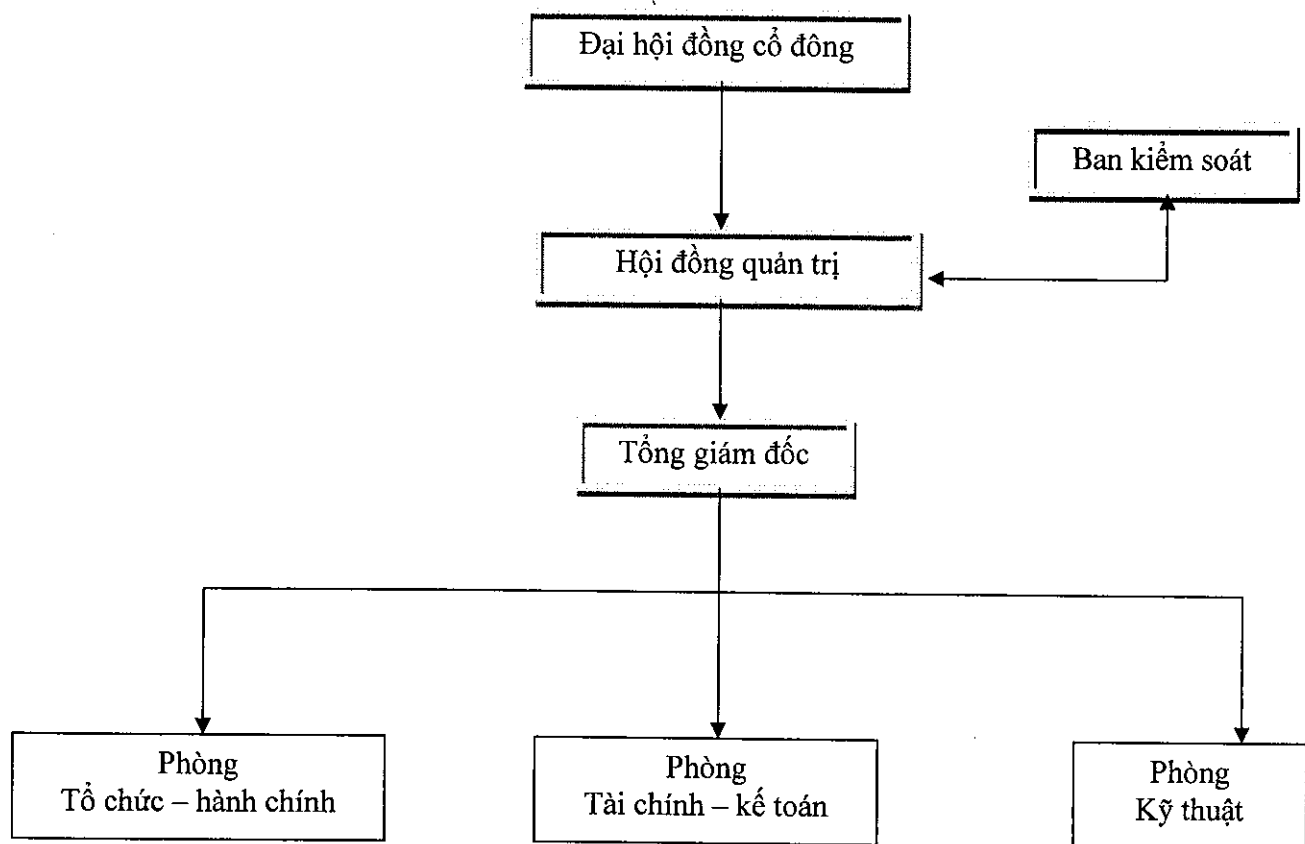 Đại hội đồng cổ đông
Ban kiểm soát
Hội đồng quản trị
Tổng giám đốc
Phòng
Tổ chức – hành chính
Phòng
Tài chính – kế toán
Phòng
Kỹ thuật